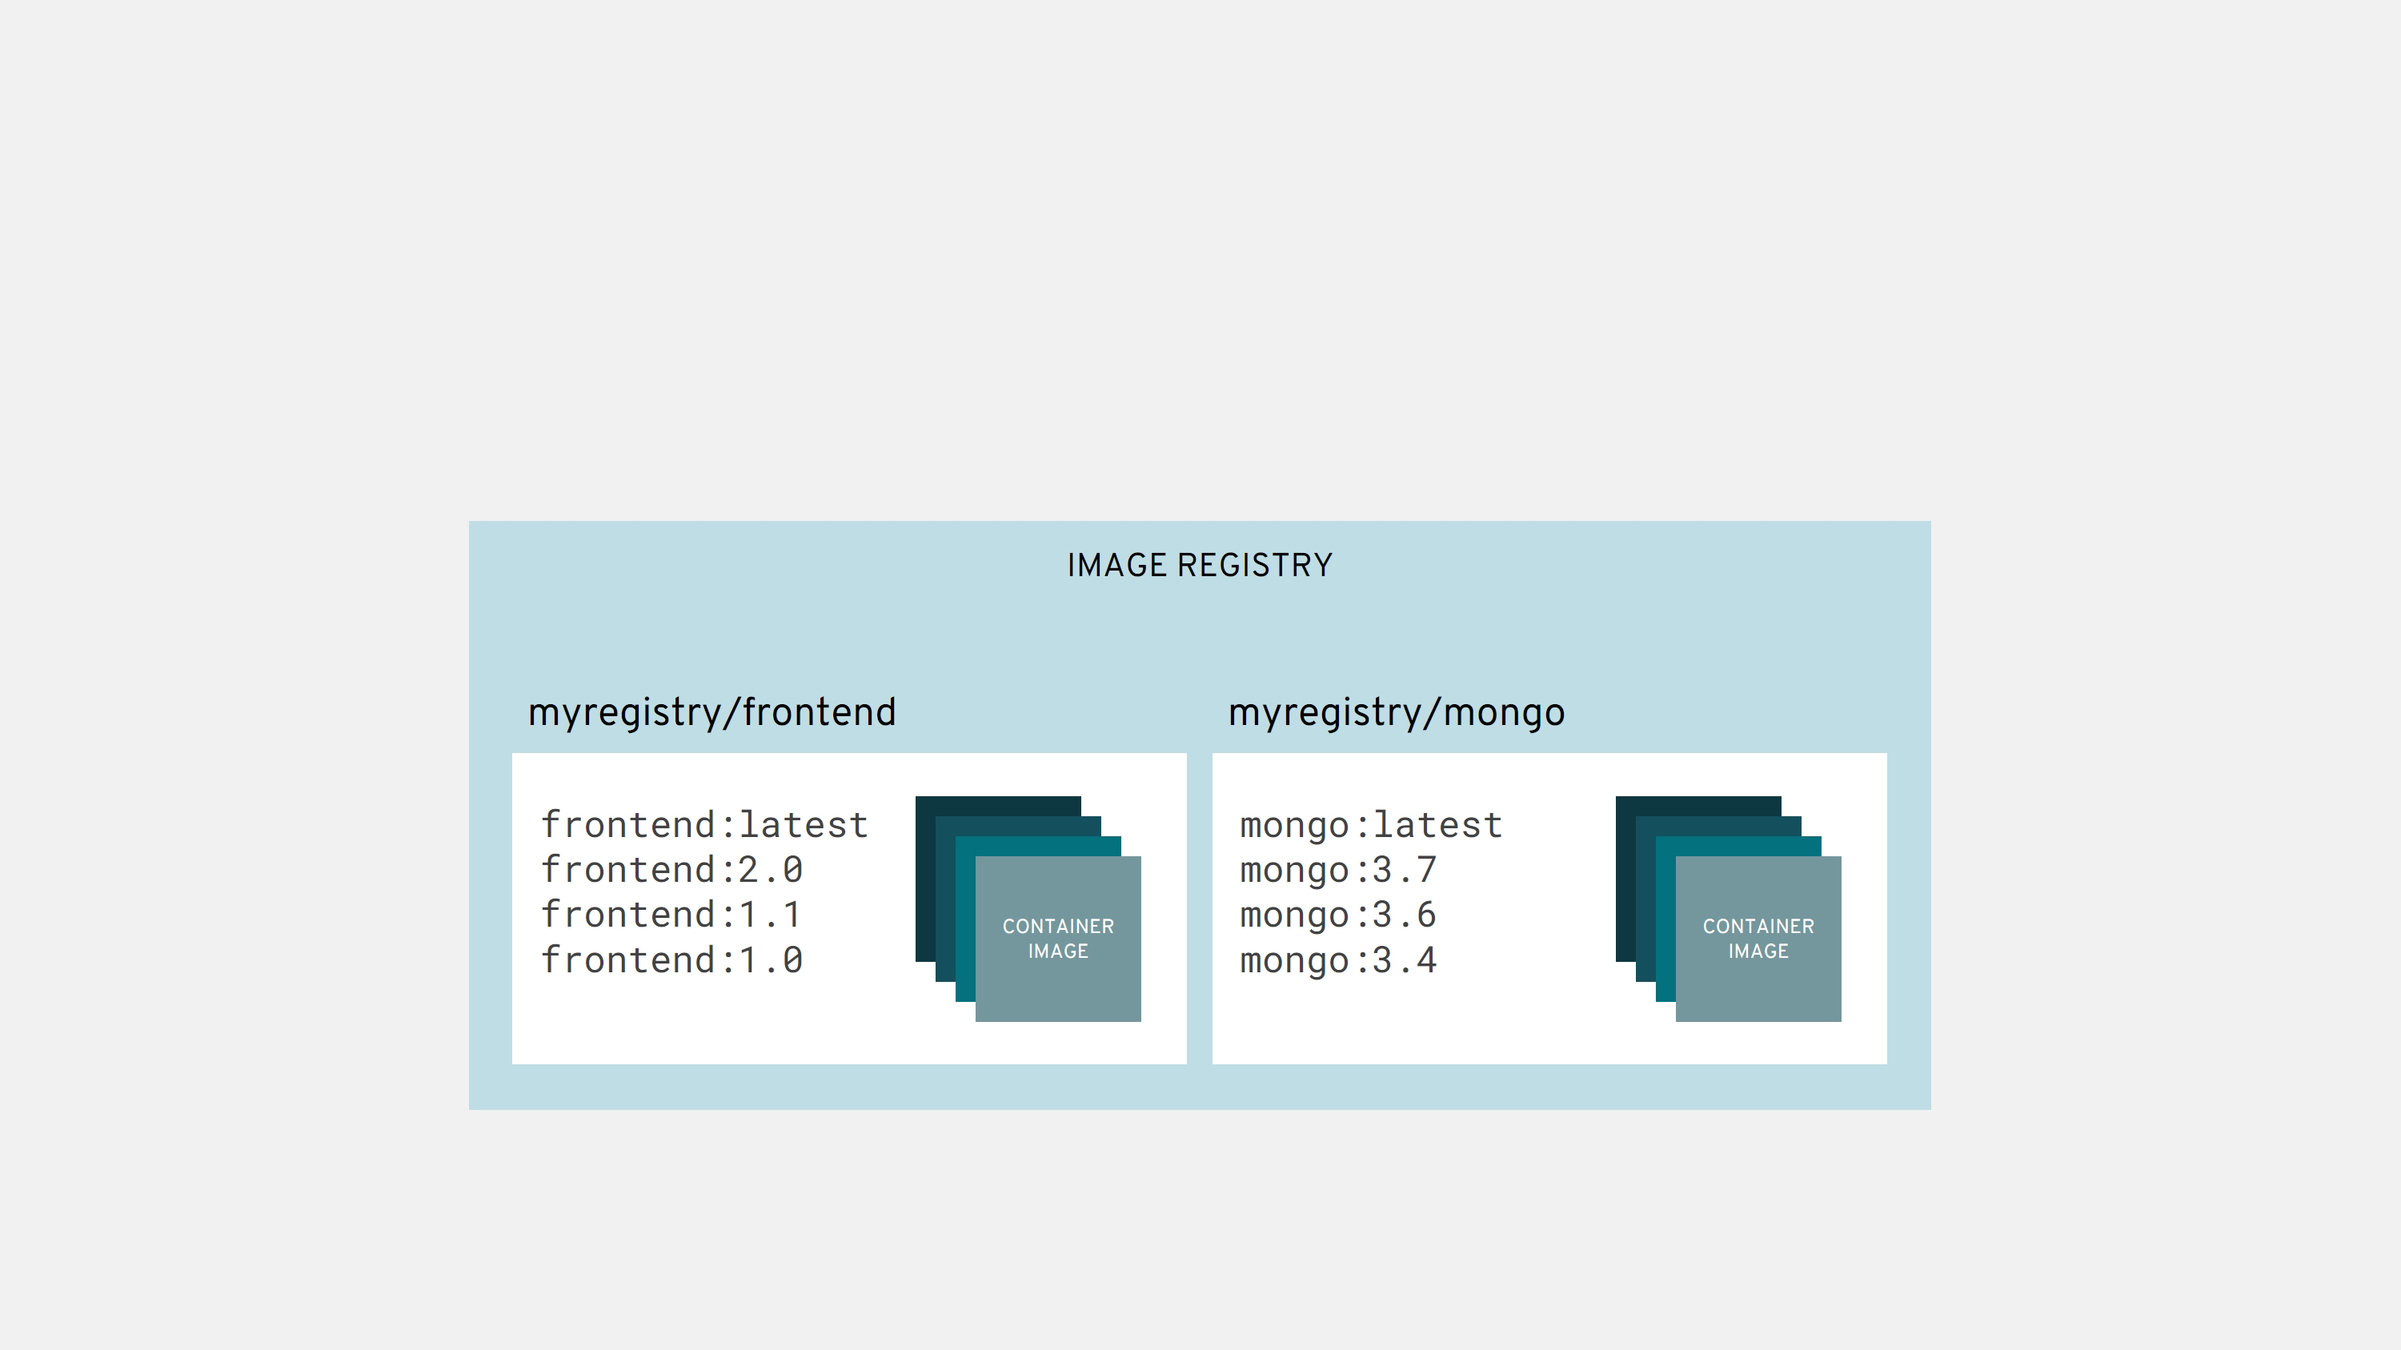 IMAGE REGISTRY
myregistry/frontend
frontend:latest
frontend:2.0
frontend:1.1
frontend:1.0
CONTAINER
IMAGE
myregistry/mongo
mongo:latest
mongo:3.7
mongo:3.6
mongo:3.4
CONTAINER
IMAGE